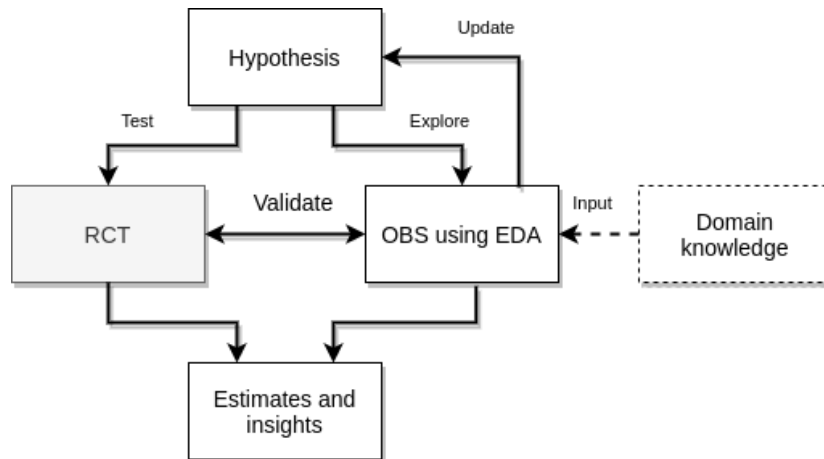 Update
Hypothesis
Test
Explore
Validate
Input
RCT
OBS using EDA
Domain
knowledge
Estimates and
insights